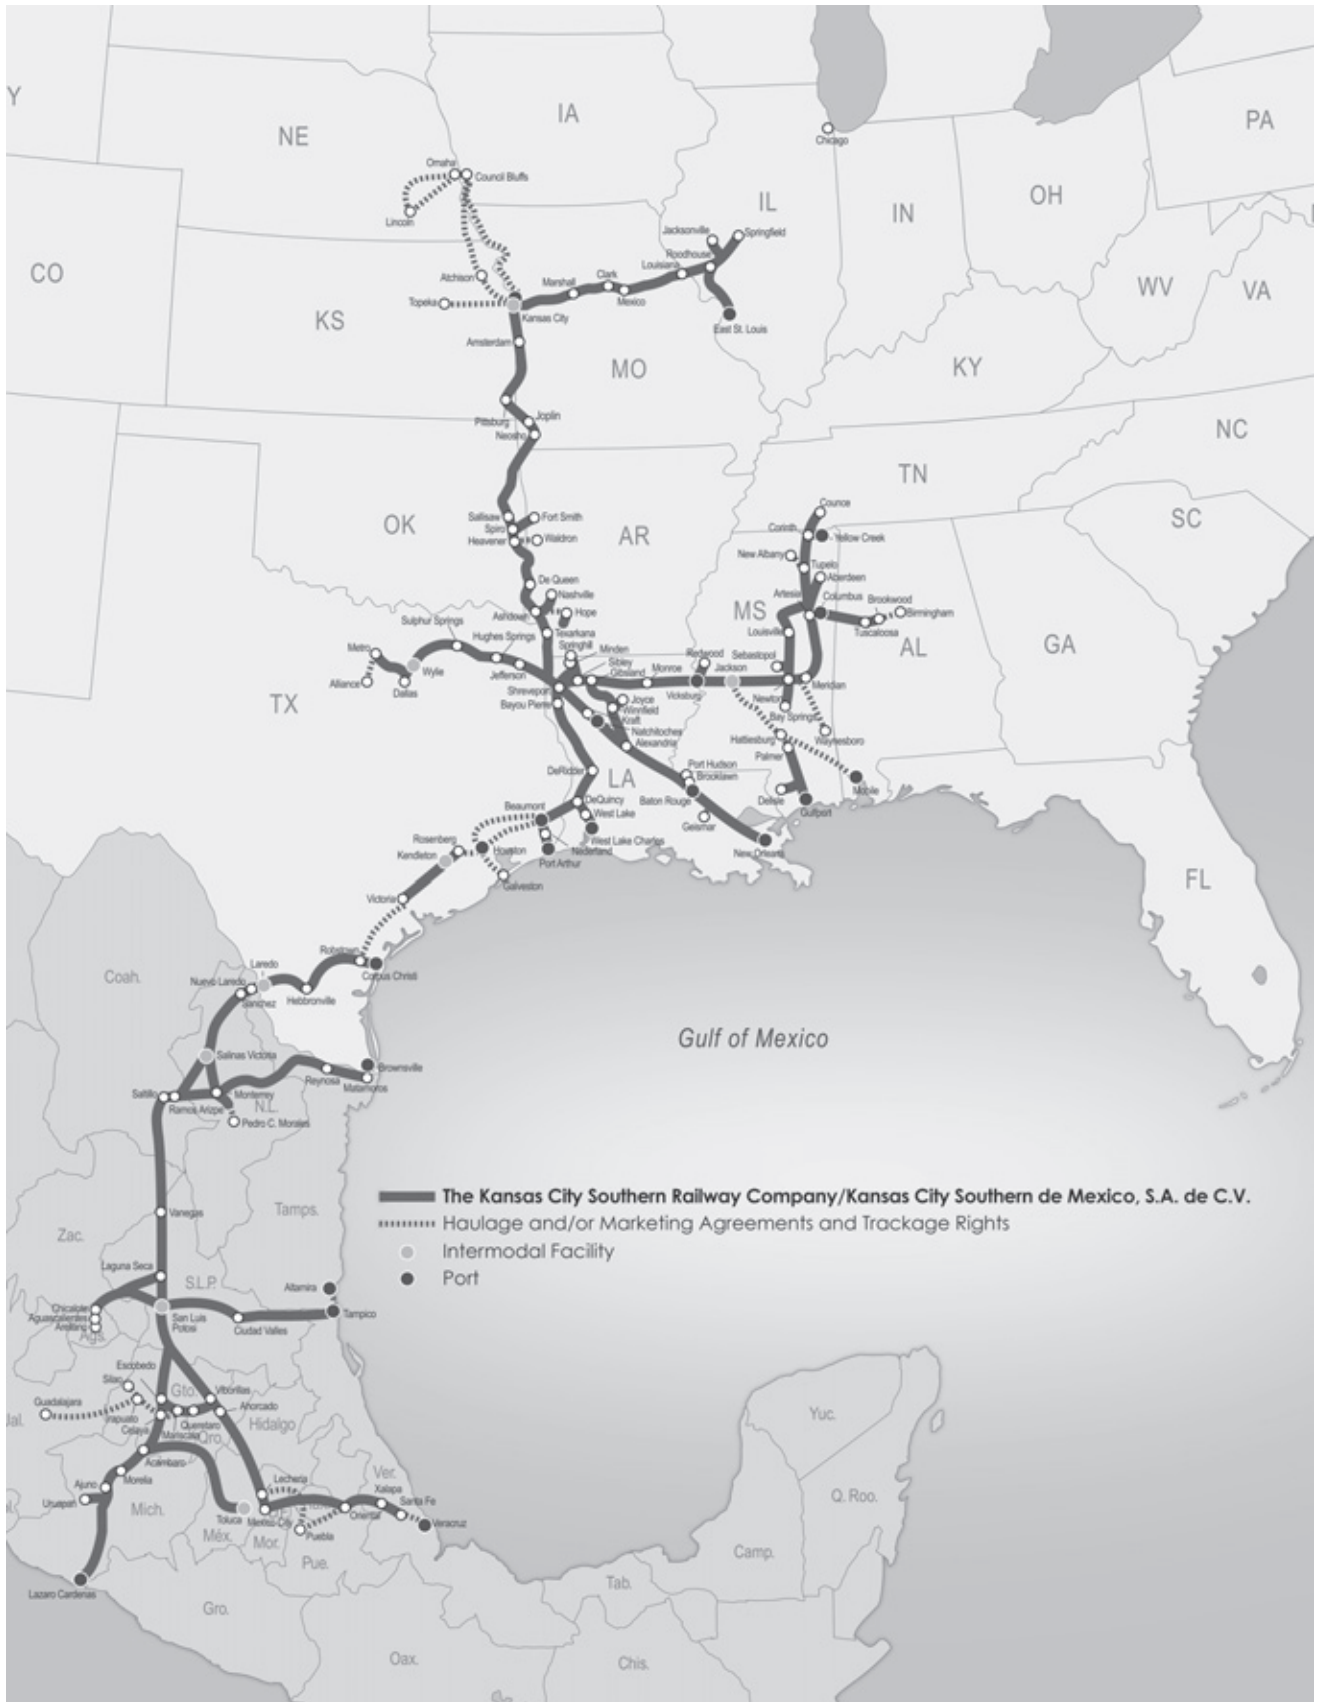 Y
NE
IA
PA
Chicago
Omaha
Council Bluffs
OH
IL
IN
Lincoln
Jacksonville
Springfield
Roodhouse
CO
Louisiana
Atchison
Clark
Marshall
WV
VA
Topeka
Mexico
KS
Kansas City
East St. Louis
Amsterdam
MO
KY
Joplin
Pittsburg
Neosho
NC
TN
Counce
Sallisaw
Fort Smith
SC
OK
Spiro
AR
Corinth
Yellow Creek
Heavener
Waldron
New Albany
Tupelo
De Queen
Aberdeen
Nashville
Artesia
Columbus
Brookwood
Ashdown
Hope
MS
Birmingham
Sulphur Springs
Texarkana
Louisville
Tuscaloosa
Hughes Springs
Springhill
GA
Metro
Minden
Redwood
Sebastopol
AL
Sibley
Wylie
Jefferson
Gibsland
Monroe
Jackson
Alliance
Dallas
Shreveport
Vicksburg
Meridian
TX
Bayou Pierre
Joyce
Newton
Winnfield
Bay Springs
Kraft
Natchitoches
Hattiesburg
Waynesboro
Alexandria
Palmer
DeRidder
LA
Port Hudson
Brooklawn
Mobile
Beaumont
DeQuincy
Baton Rouge
Delisle
West Lake
Gulfport
Geismar
Rosenberg
West Lake Charles
Kendleton
Houston
Nederland
New Orleans
Port Arthur
FL
Galveston
Victoria
Robstown
Laredo
Corpus Christi
Coah.
Nuevo Laredo
Sanchez
Hebbronville
Gulf of Mexico
Salinas Victoria
Brownsville
Reynosa
Matamoros
Saltillo
Monterrey
Ramos Arizpe
N.L.
Pedro C. Morales
The Kansas City Southern Railway Company/Kansas City Southern de Mexico, S.A. de C.V.
Haulage and/or Marketing Agreements and Trackage Rights
Intermodal Facility
Port
Vanegas
Tamps.
Zac.
Laguna Seca
S.L.P.
Altamira
Chicalote
Aguascalientes
San Luis
Potosi
Tampico
Arellano
Ciudad Valles
Ags.
Escobedo
Silao
Gto.
Viborillas
Guadalajara
Ahorcado
Yuc.
Jal.
Irapuato
Queretaro
Hidalgo
Celaya
Mariscala
Qro.
Acambaro
Lecheria
Ver.
Ajuno
Morelia
Xalapa
Q. Roo.
Uruapan
Santa Fe
Mich.
Toluca
Mexico City
Oriental
Veracruz
Méx.
Mor.
Puebla
Camp.
Pue.
Tab.
Lazaro Cardenas
Gro.
Oax.
Chis.